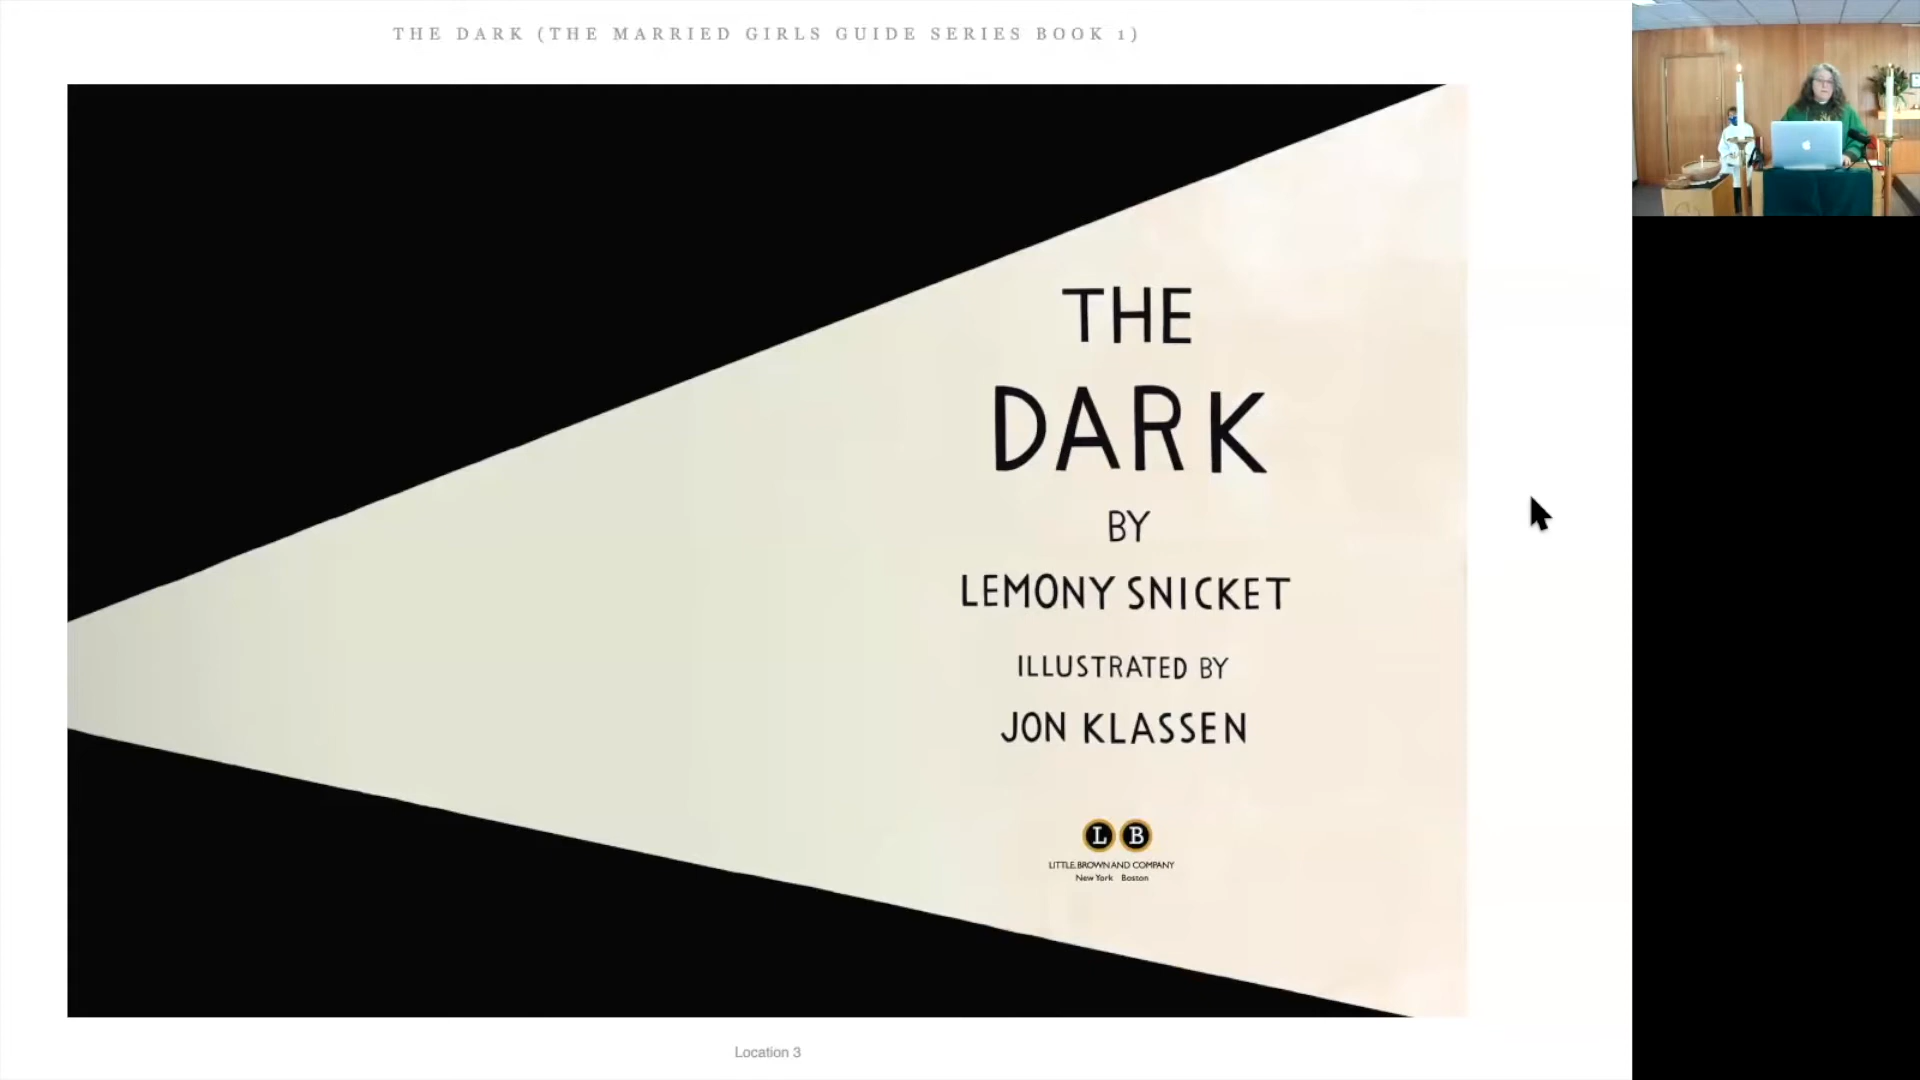 THE DARK (THE MARRIED GIRLS GUIDE SERIES BOOK 1)
THE
DARK
BY
LEMONY SNICKET
ILLUSTRATED BY
JON KLASSEN
L B
LITTLE, BROWN AND COMPANY
New York Boston
Location 3